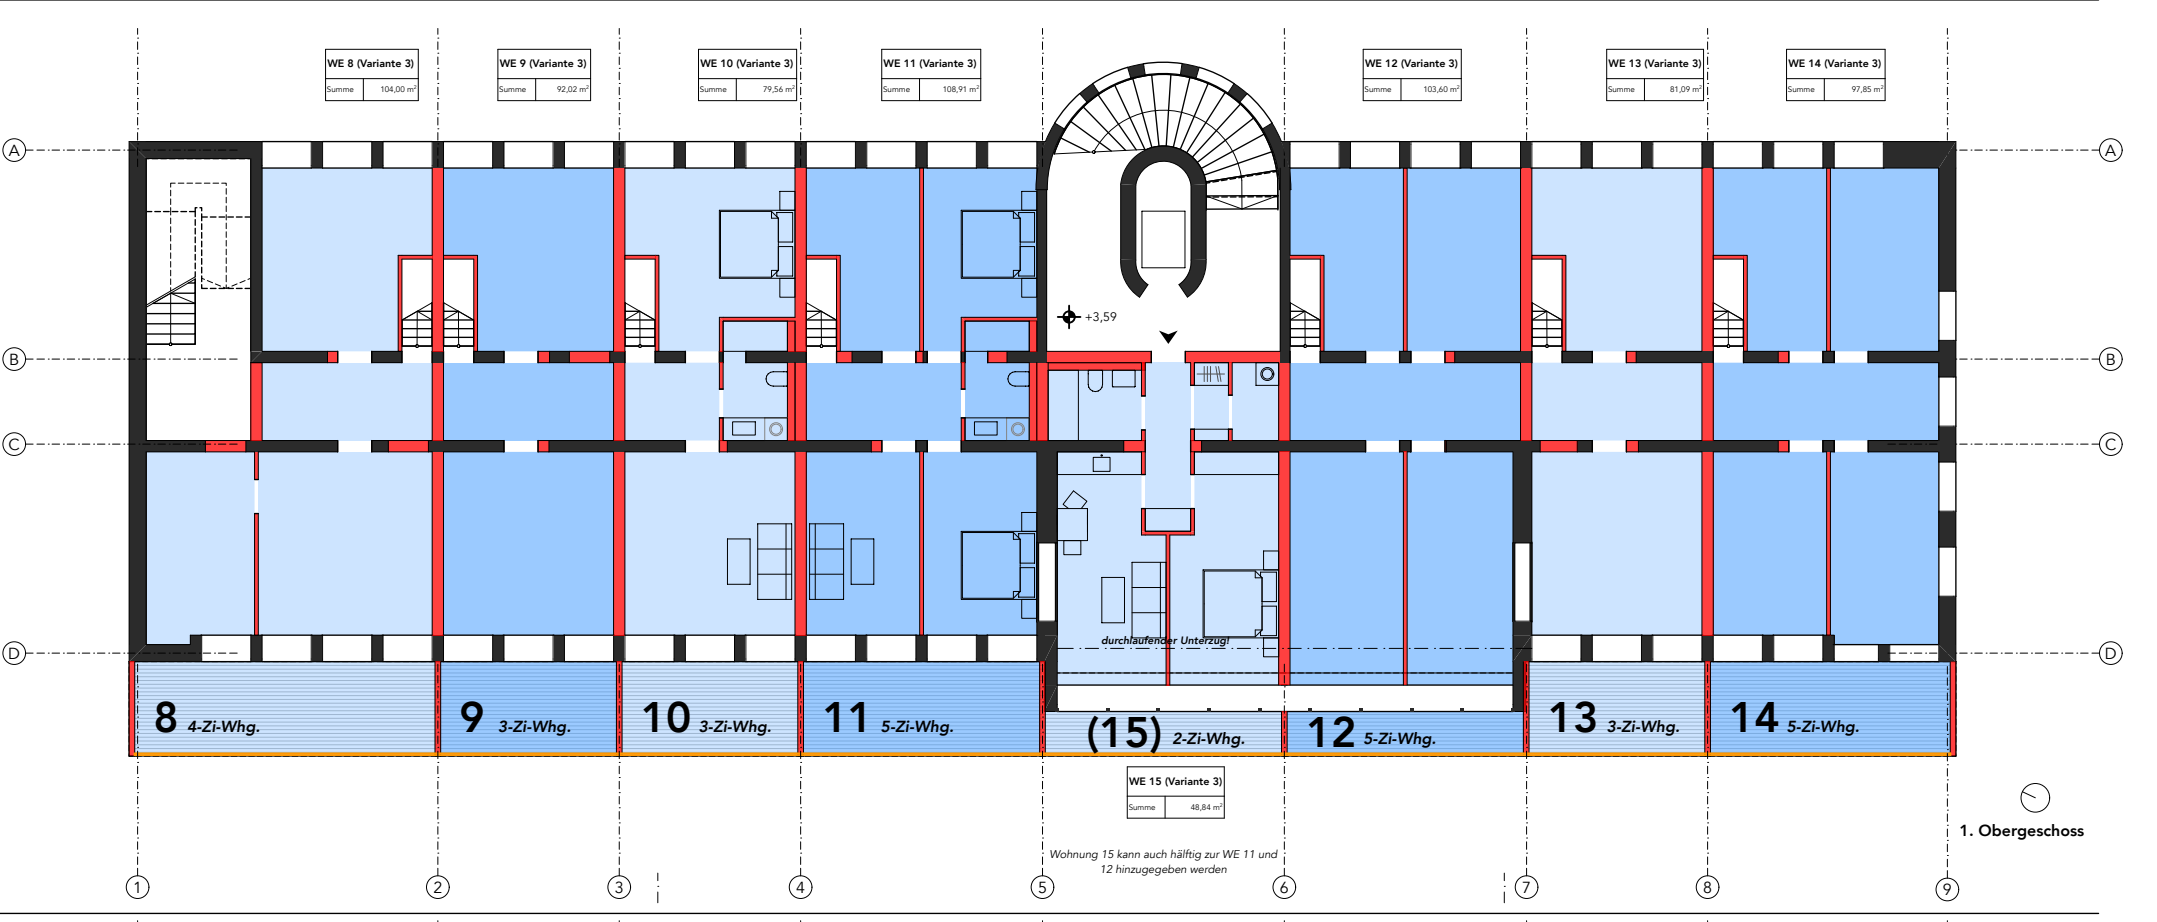 WE 8 (Variante 3)
Summe 104,00 m²
WE 9 (Variante 3)
Summe 92,02 m²
WE 10 (Variante 3)
Summe 79,56 m²
WE 11 (Variante 3)
Summe 108,91 m²
WE 12 (Variante 3)
Summe 103,60 m²
WE 13 (Variante 3)
Summe 81,09 m²
WE 14 (Variante 3)
Summe 97,85 m²
A A
+3,59
B B
C C
durchlaufender Unterzug!
D D
8 4-Zi-Whg.
9 3-Zi-Whg.
10 3-Zi-Whg.
11 5-Zi-Whg.
(15) 2-Zi-Whg.
12 5-Zi-Whg.
13 3-Zi-Whg.
14 5-Zi-Whg.
WE 15 (Variante 3)
Summe 48,84 m²
1. Obergeschoss
Wohnung 15 kann auch hälftig zur WE 11 und
12 hinzugegeben werden
1 2 3 4 5 6 7 8 9